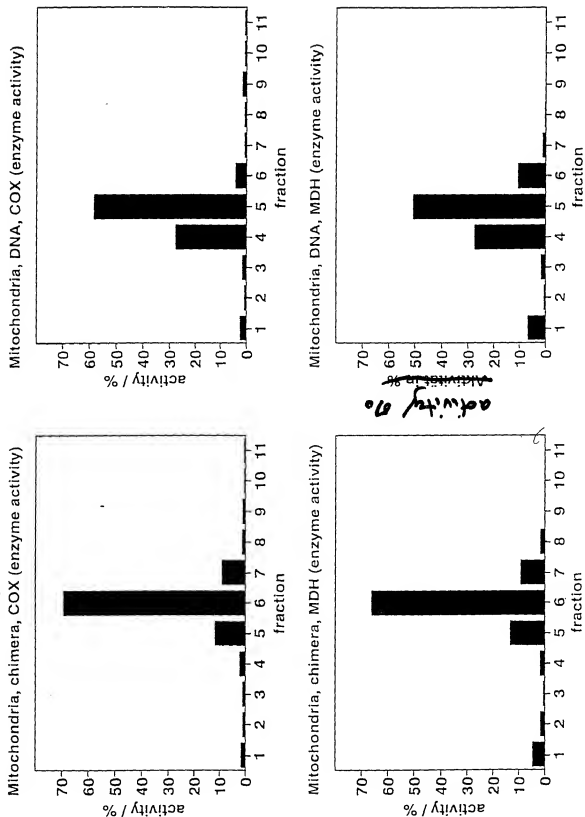 Mitochondria, chimera, COX (enzyme activity)
activity / %
70
60
50
40
30
20
10
0
1 2 3 4 5 6 7 8 9 10 11
fraction
Mitochondria, DNA, COX (enzyme activity)
activity / %
70
60
50
40
30
20
10
0
1 2 3 4 5 6 7 8 9 10 11
fraction
Mitochondria, chimera, MDH (enzyme activity)
activity / %
70
60
50
40
30
20
10
0
1 2 3 4 5 6 7 8 9 10 11
fraction
Mitochondria, DNA, MDH (enzyme activity)
activity / %
Aktivität in %
70
60
50
40
30
20
10
0
1 2 3 4 5 6 7 8 9 10 11
fraction